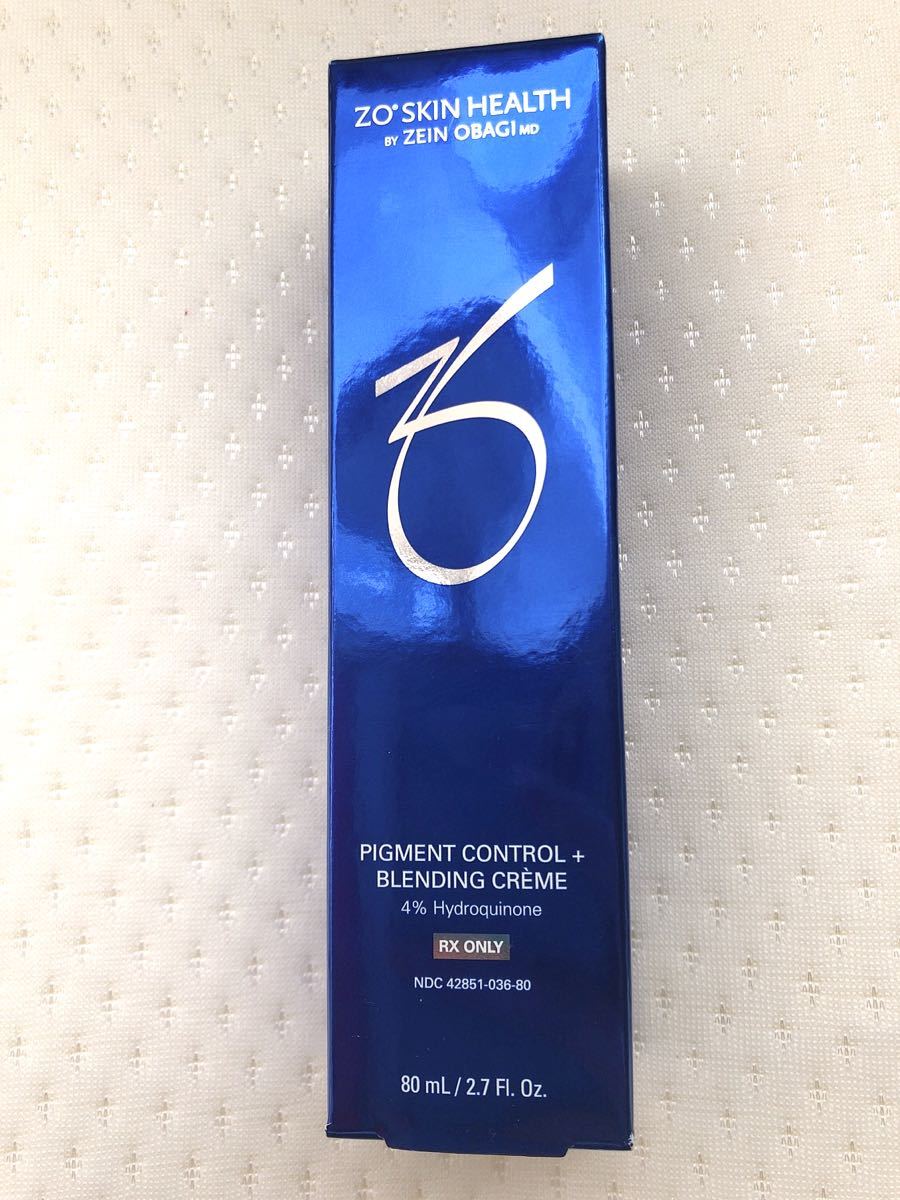 ZO® SKIN HEALTH
BY ZEIN OBAGI MD
ZO
PIGMENT CONTROL +
BLENDING CRÈME
4% Hydroquinone
RX ONLY
NDC 42851-036-80
80 mL / 2.7 Fl. Oz.